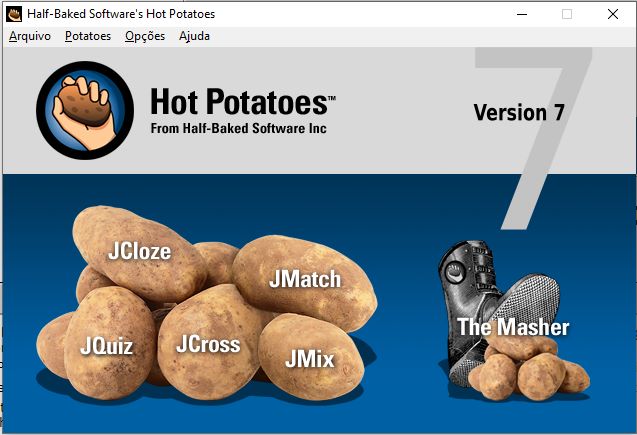 Half-Baked Software's Hot Potatoes
Arquivo Potatoes Opções Ajuda
Hot Potatoes™
From Half-Baked Software Inc
7
Version 7
JCloze
JMatch
JQuiz
JCross
JMix
The Masher